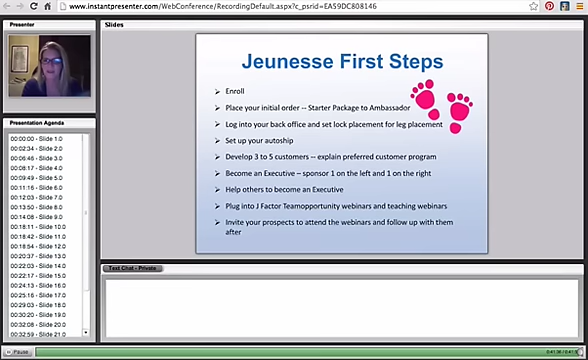 www.instantpresenter.com/WebConference/RecordingDefault.aspx?c_psrid=EA59DC808146
Presenter
Slides
Jeunesse First Steps
Enroll
Place your initial order -- Starter Package to Ambassador
Log into your back office and set lock placement for leg placement
Set up your autoship
Develop 3 to 5 customers -- explain preferred customer program
Become an Executive – sponsor 1 on the left and 1 on the right
Help others to become an Executive
Plug into J Factor Teamopportunity webinars and teaching webinars
Invite your prospects to attend the webinars and follow up with them
after
Presentation Agenda
00:00:00 - Slide 1.0
00:02:34 - Slide 2.0
00:06:46 - Slide 3.0
00:08:17 - Slide 4.0
00:09:49 - Slide 5.0
00:11:16 - Slide 6.0
00:12:03 - Slide 7.0
00:13:50 - Slide 8.0
00:14:08 - Slide 9.0
00:18:11 - Slide 10.0
00:18:42 - Slide 11.0
00:18:54 - Slide 12.0
00:20:37 - Slide 13.0
00:22:03 - Slide 14.0
00:22:17 - Slide 15.0
00:24:13 - Slide 16.0
00:25:16 - Slide 17.0
00:29:03 - Slide 18.0
00:30:20 - Slide 19.0
00:32:08 - Slide 20.0
00:32:59 - Slide 21.0
Text Chat - Private
Pause